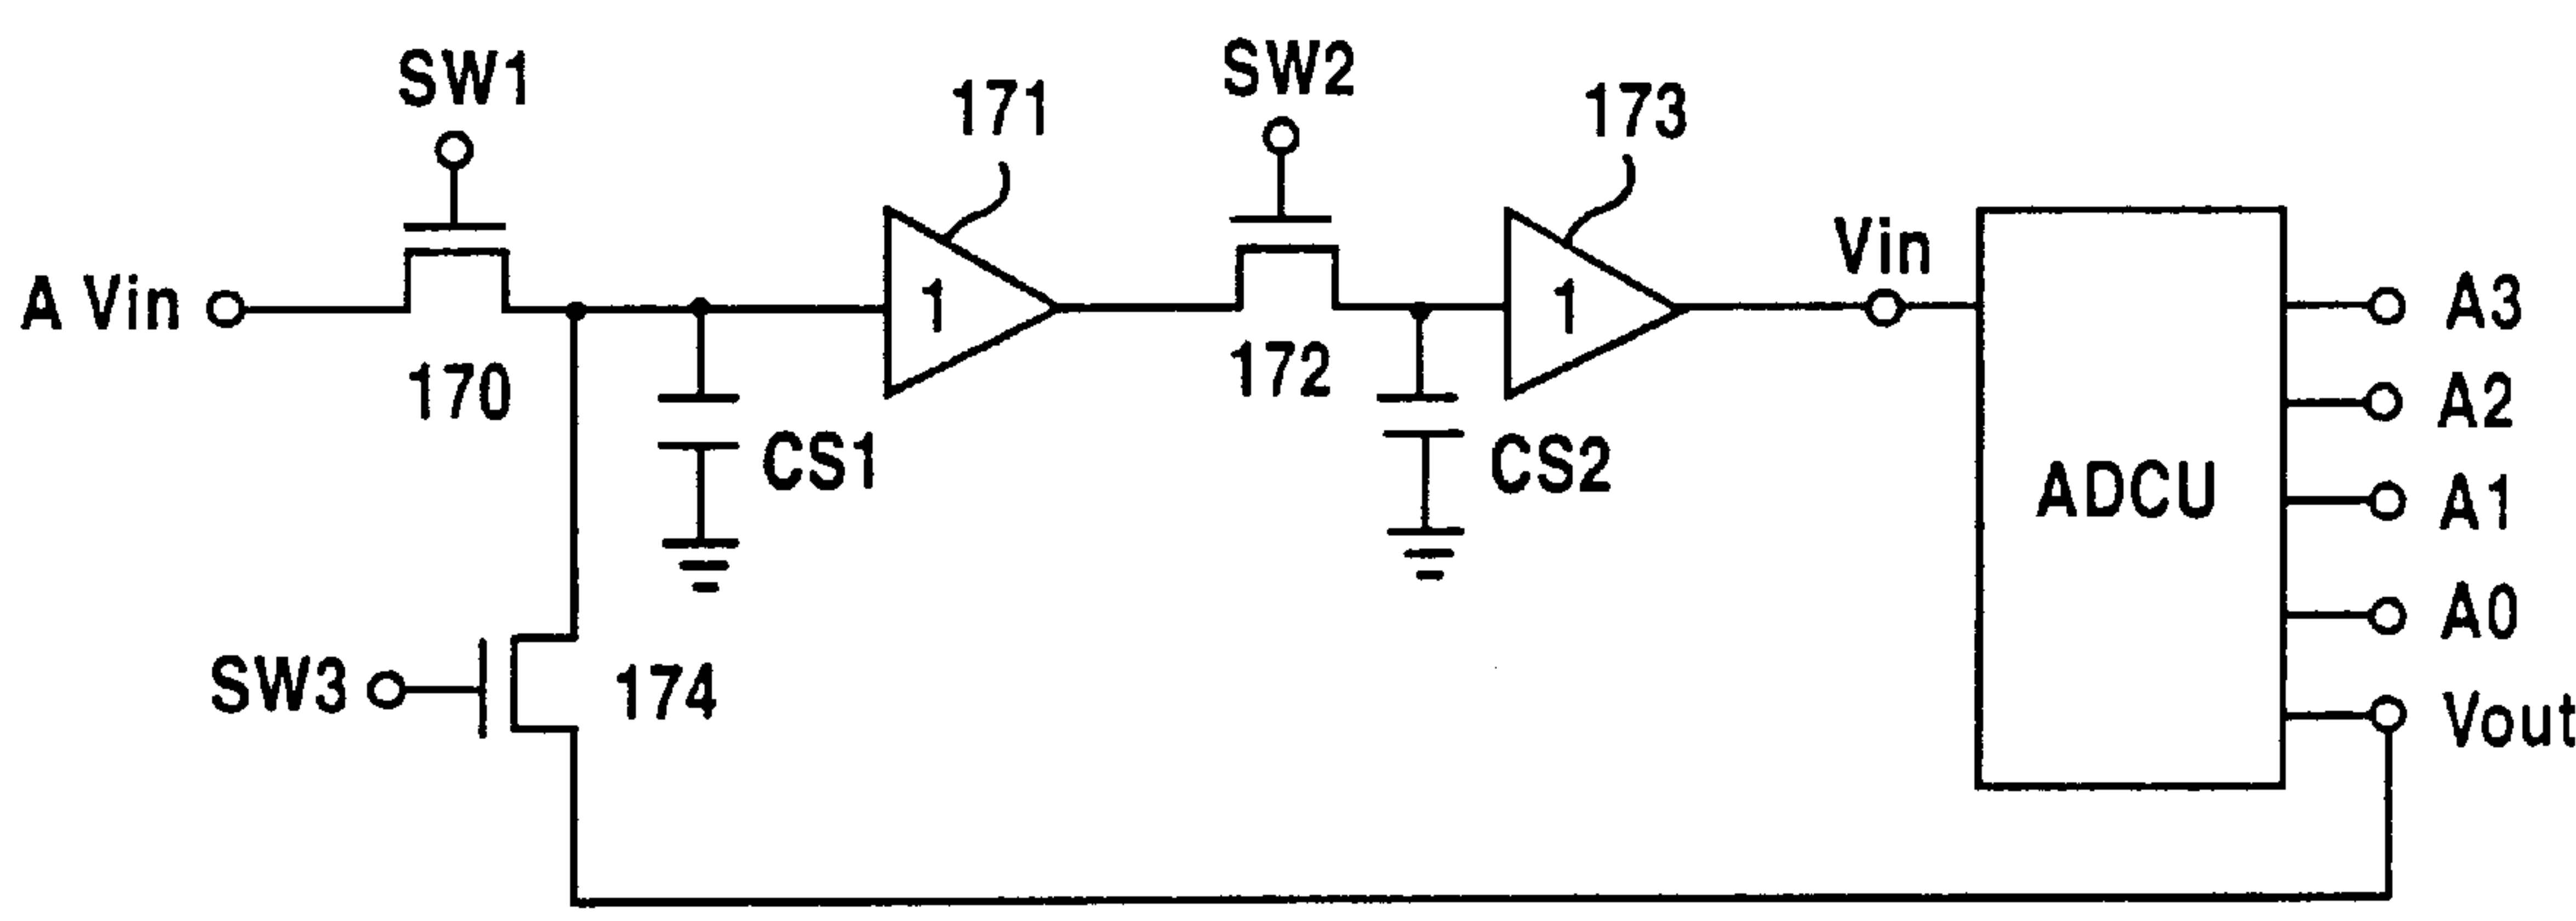 SW1
171
SW2
173
A Vin
1
1
Vin
A3
170
172
A2
CS1
CS2
ADCU
A1
A0
SW3
174
Vout